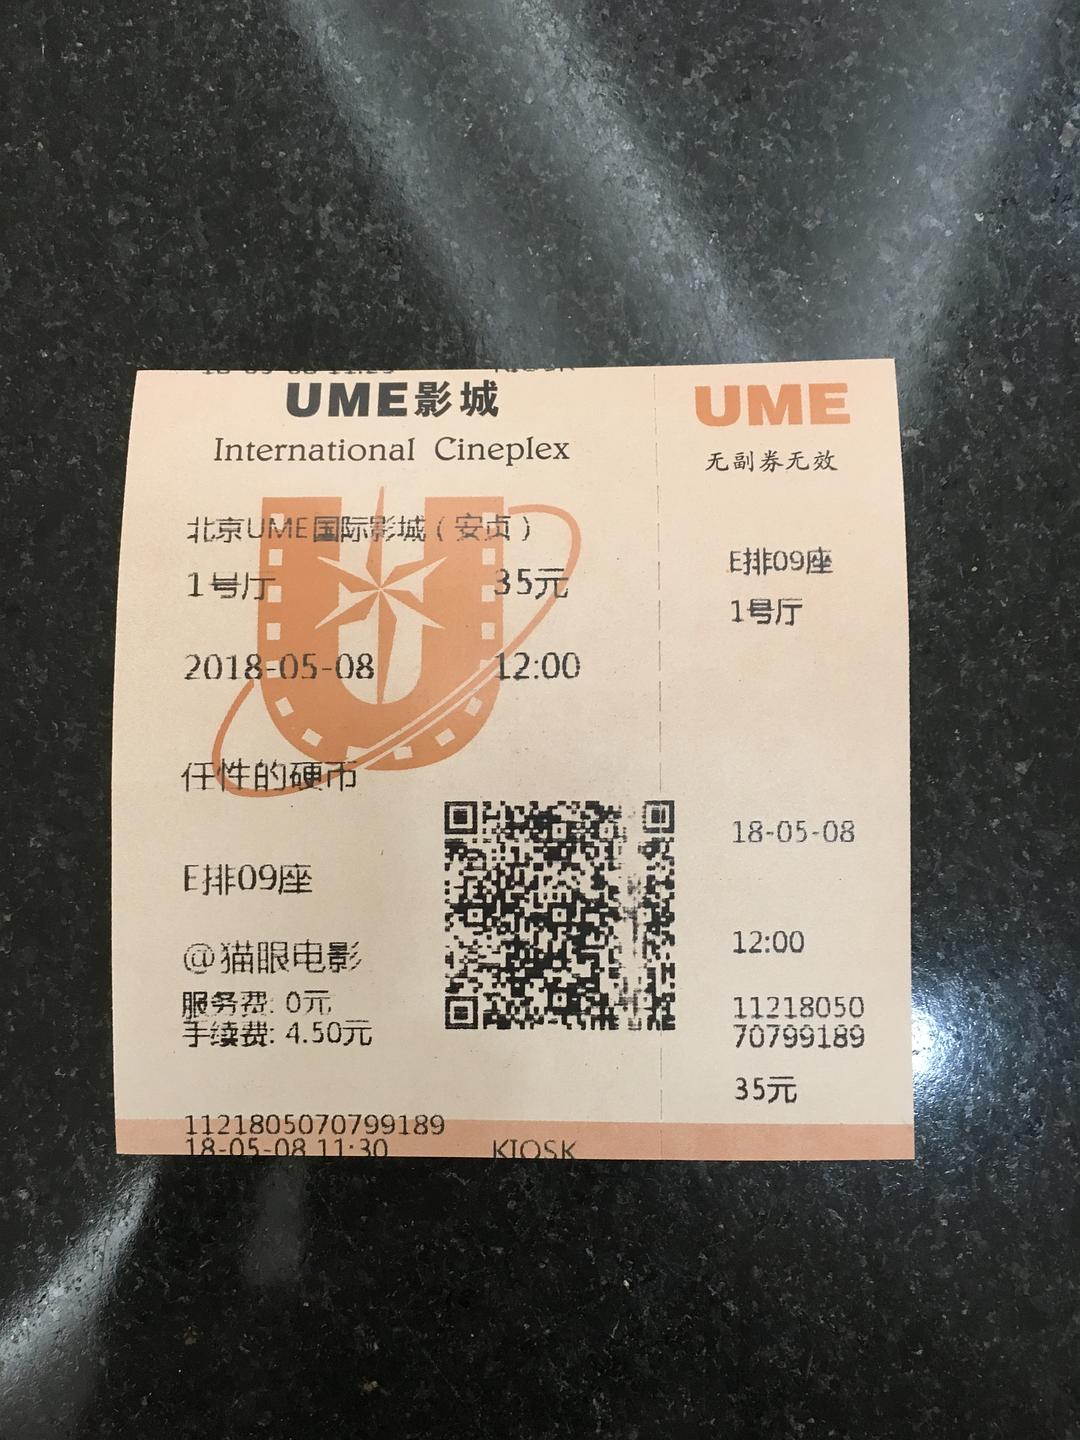 UME影城
International Cineplex
北京UME国际影城（安贞）
1号厅 35元
2018-05-08 12:00
任性的硬币
E排09座
@猫眼电影
服务费: 0元
手续费: 4.50元
1121805070799189
18-05-08 11:30 KIOSK
UME
无副券无效
E排09座
1号厅
18-05-08
12:00
11218050
70799189
35元